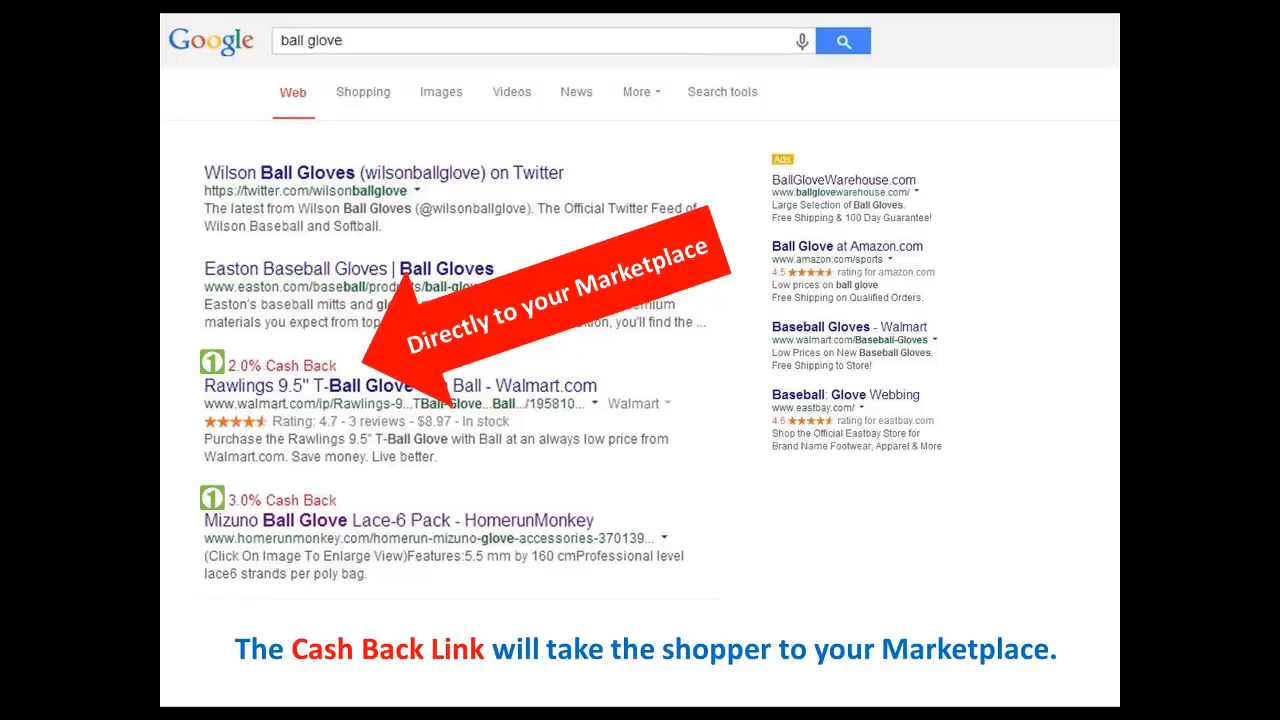 Google
ball glove
Web Shopping Images Videos News More Search tools
Wilson Ball Gloves (wilsonballglove) on Twitter
https://twitter.com/wilsonballglove
The latest from Wilson Ball Gloves (@wilsonballglove). The Official Twitter Feed of
Wilson Baseball and Softball.
Easton Baseball Gloves | Ball Gloves
www.easton.com/baseball/products/ball-glov
Easton's baseball mitts and
materials you expect from top you'll find the ...
Directly to your Marketplace
1 2.0% Cash Back
Rawlings 9.5" T-Ball Glove Ball - Walmart.com
www.walmart.com/ip/Rawlings-9...TBall-Glove...Ball.../195810... Walmart
Rating: 4.7 - 3 reviews - $8.97 - In stock
Purchase the Rawlings 9.5" T-Ball Glove with Ball at an always low price from
Walmart.com. Save money. Live better.
1 3.0% Cash Back
Mizuno Ball Glove Lace-6 Pack - HomerunMonkey
www.homerunmonkey.com/homerun-mizuno-glove-accessories-370139...
(Click On Image To Enlarge View)Features:5.5 mm by 160 cmProfessional level
lace6 strands per poly bag.
Ads
BallGloveWarehouse.com
www.ballglovewarehouse.com/
Large Selection of Ball Gloves.
Free Shipping & 100 Day Guarantee!
Ball Glove at Amazon.com
www.amazon.com/sports
4.5 rating for amazon.com
Low prices on ball glove
Free Shipping on Qualified Orders.
Baseball Gloves - Walmart
www.walmart.com/Baseball-Gloves
Low Prices on New Baseball Gloves.
Free Shipping to Store!
Baseball: Glove Webbing
www.eastbay.com/
4.6 rating for eastbay.com
Shop the Official Eastbay Store for
Brand Name Footwear, Apparel & More
The Cash Back Link will take the shopper to your Marketplace.